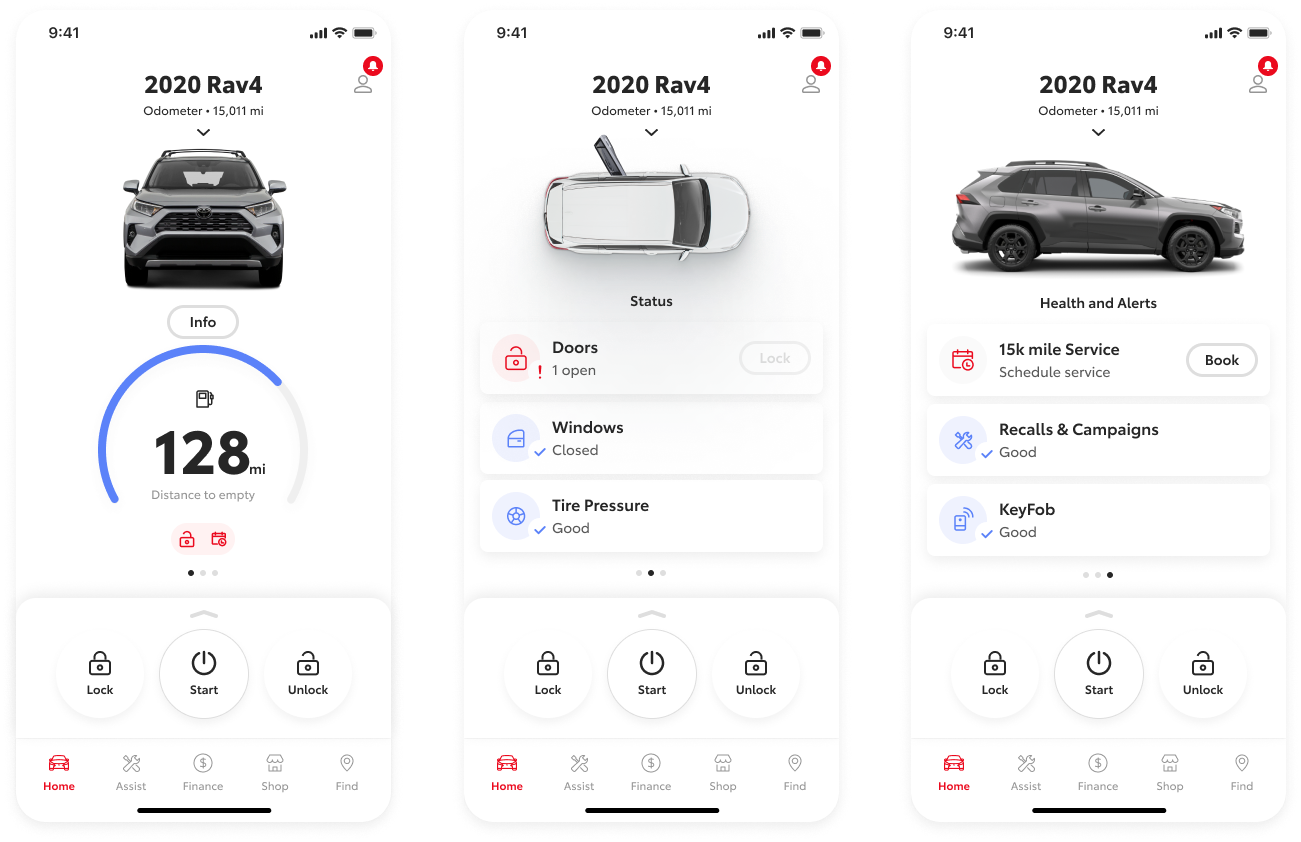 9:41
2020 Rav4
Odometer • 15,011 mi
Info
128mi
Distance to empty
Lock
Start
Unlock
Home
Assist
Finance
Shop
Find
9:41
2020 Rav4
Odometer • 15,011 mi
Status
Doors
1 open
Lock
Windows
Closed
Tire Pressure
Good
Lock
Start
Unlock
Home
Assist
Finance
Shop
Find
9:41
2020 Rav4
Odometer • 15,011 mi
Health and Alerts
15k mile Service
Schedule service
Book
Recalls & Campaigns
Good
KeyFob
Good
Lock
Start
Unlock
Home
Assist
Finance
Shop
Find